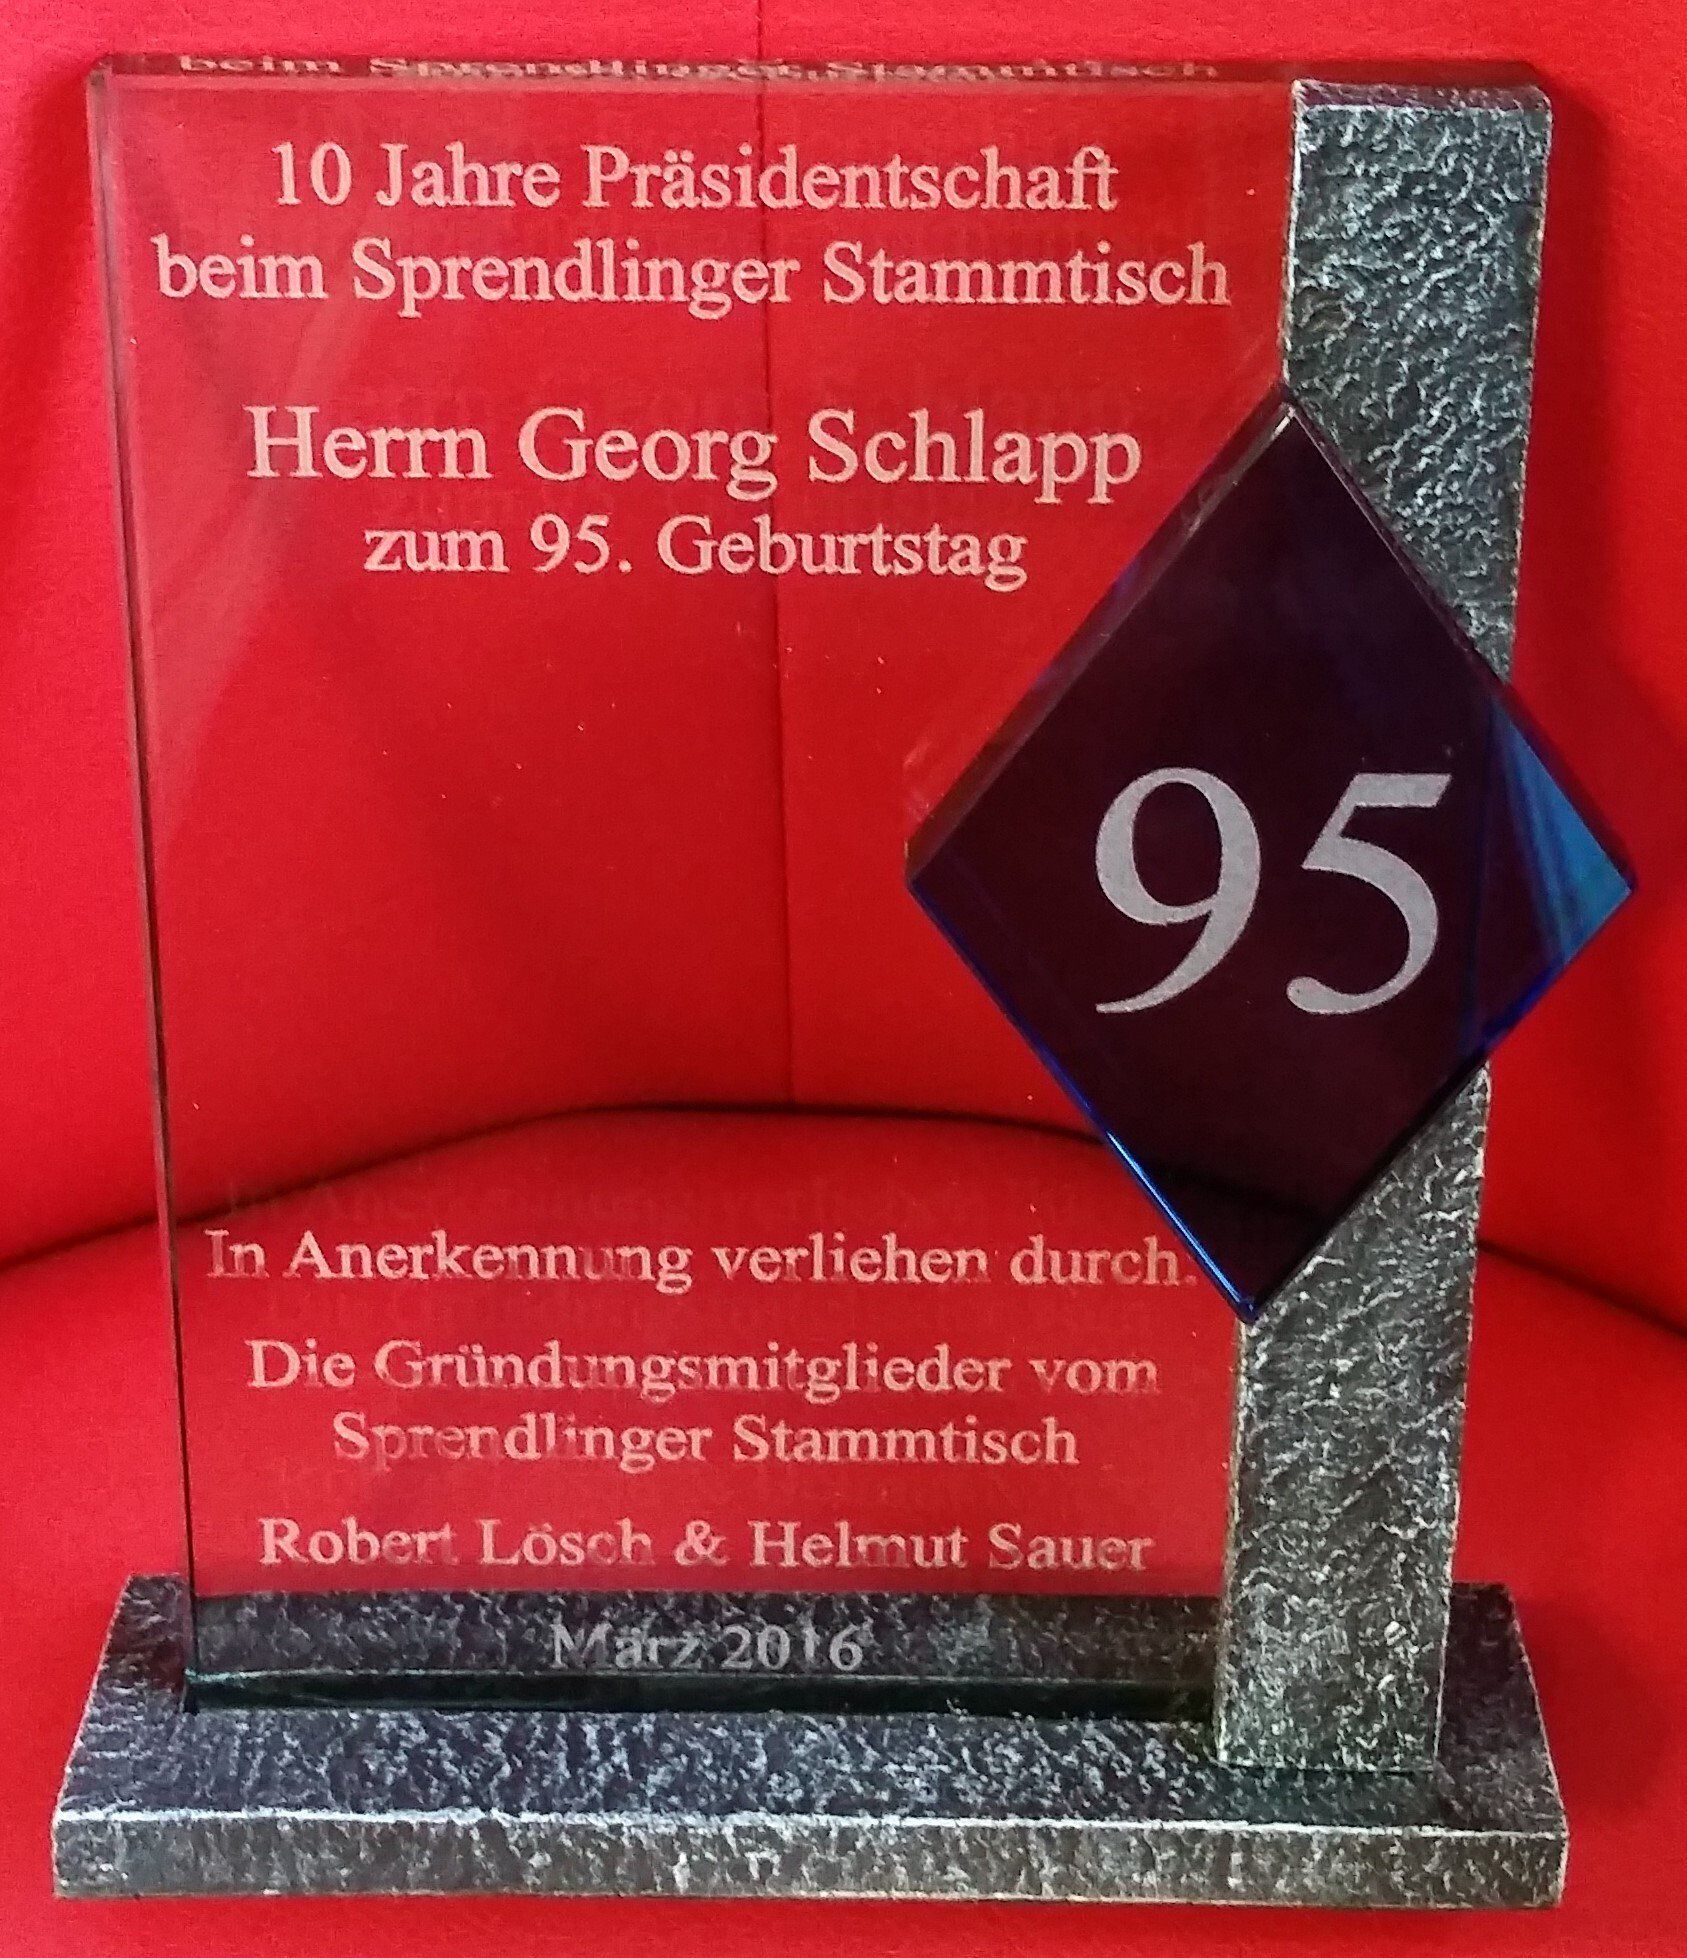 10 Jahre Präsidentschaft
beim Sprendlinger Stammtisch
Herrn Georg Schlapp
zum 95. Geburtstag
95
In Anerkennung verliehen durch:
Die Gründungsmitglieder vom
Sprendlinger Stammtisch
Robert Lösch & Helmut Sauer
März 2016